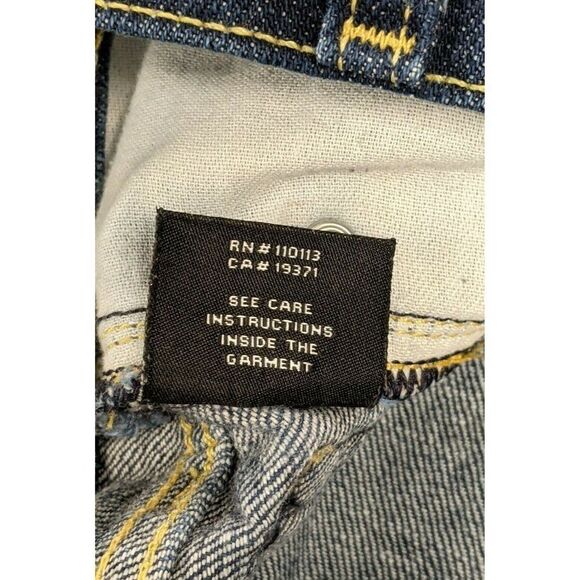 RN# 110113
CA# 19371
SEE CARE
INSTRUCTIONS
INSIDE THE
GARMENT